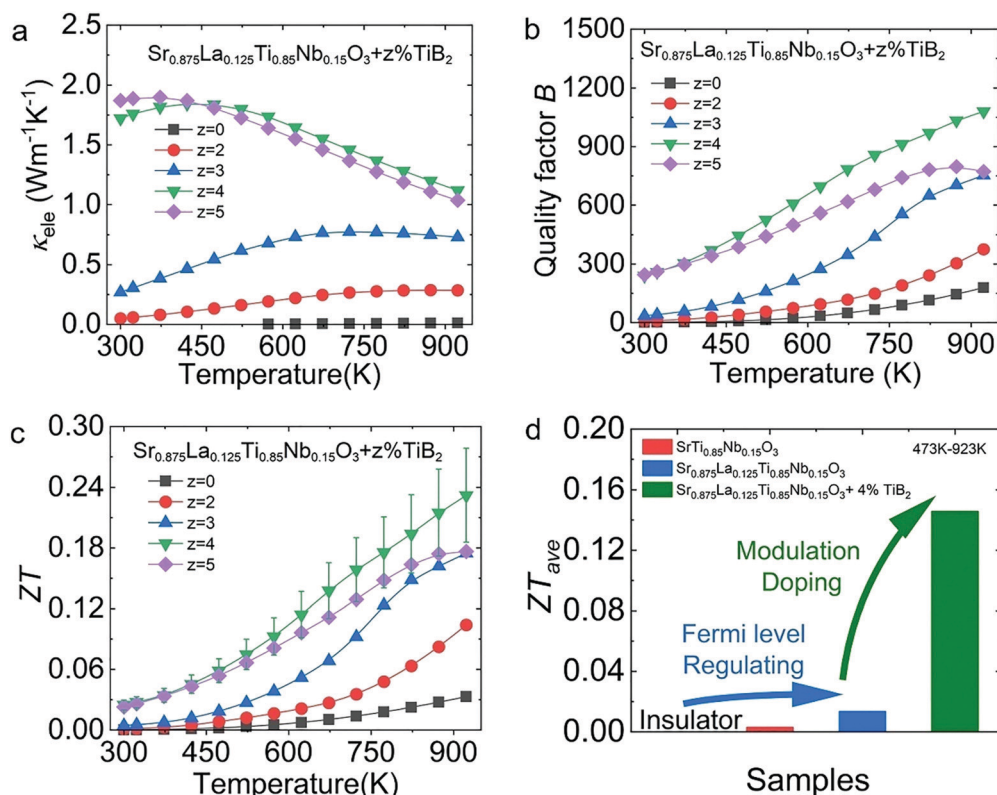 a
Sr0.875La0.125Ti0.85Nb0.15O3+z%TiB2
κele (Wm-1K-1)
2.5
2.0
1.5
1.0
0.5
0.0
z=0
z=2
z=3
z=4
z=5
300 450 600 750 900
Temperature(K)
b
Sr0.875La0.125Ti0.85Nb0.15O3+z%TiB2
Quality factor B
1500
1200
900
600
300
0
z=0
z=2
z=3
z=4
z=5
300 450 600 750 900
Temperature (K)
c
Sr0.875La0.125Ti0.85Nb0.15O3+z%TiB2
ZT
0.30
0.24
0.18
0.12
0.06
0.00
z=0
z=2
z=3
z=4
z=5
300 450 600 750 900
Temperature(K)
d
ZTave
0.20
0.16
0.12
0.08
0.04
0.00
SrTi0.85Nb0.15O3
473K-923K
Sr0.875La0.125Ti0.85Nb0.15O3
Sr0.875La0.125Ti0.85Nb0.15O3+ 4% TiB2
Modulation
Doping
Fermi level
Regulating
Insulator
Samples